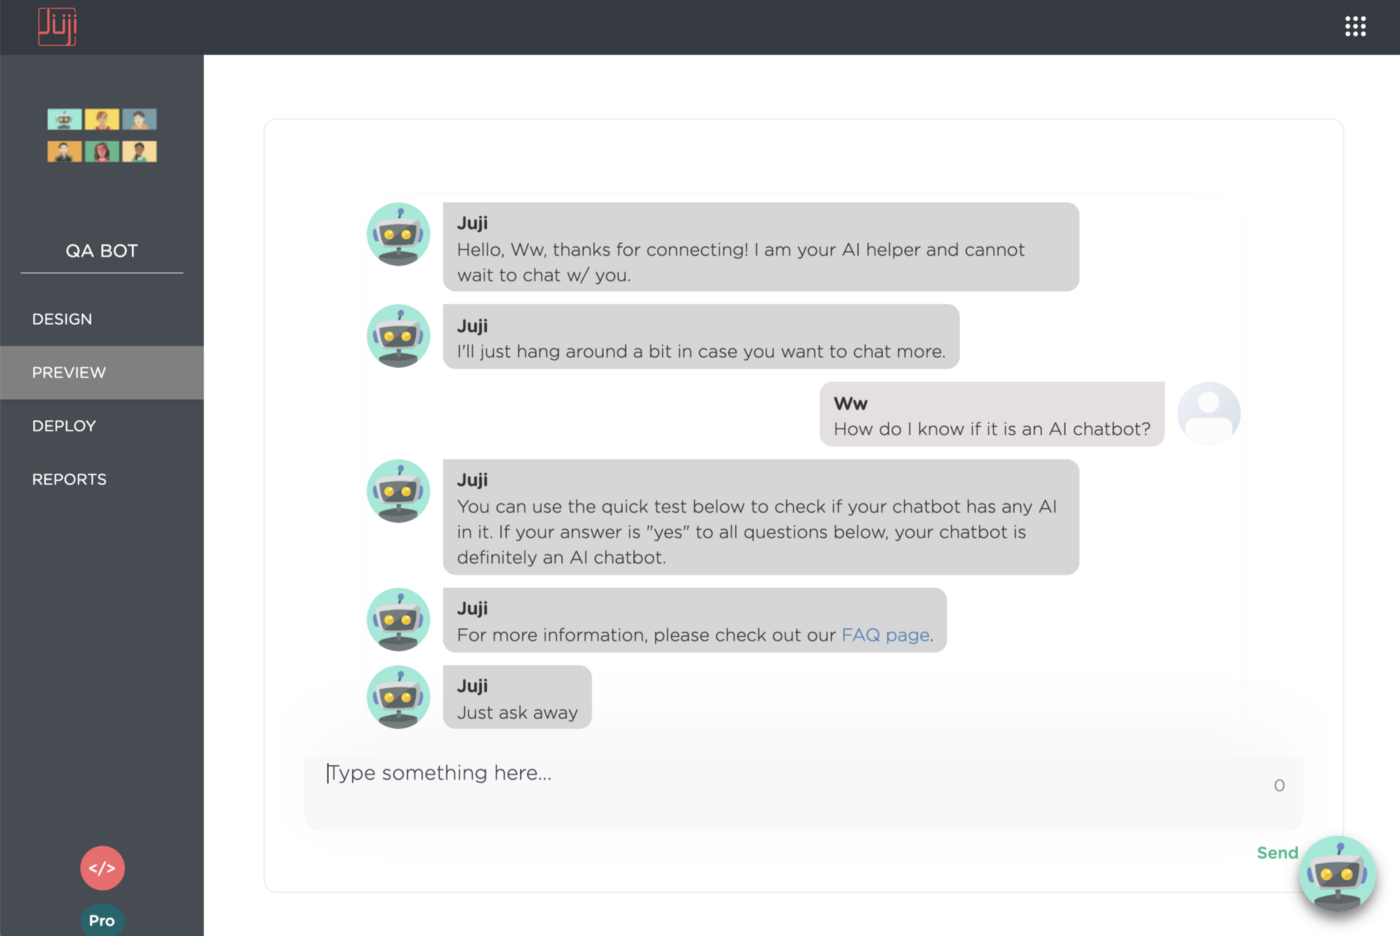 Juji
QA BOT
DESIGN
PREVIEW
DEPLOY
REPORTS
</>
Pro
Juji
Hello, Ww, thanks for connecting! I am your AI helper and cannot
wait to chat w/ you.
Juji
I'll just hang around a bit in case you want to chat more.
Ww
How do I know if it is an AI chatbot?
Juji
You can use the quick test below to check if your chatbot has any AI
in it. If your answer is "yes" to all questions below, your chatbot is
definitely an AI chatbot.
Juji
For more information, please check out our FAQ page.
Juji
Just ask away
Type something here...
0
Send